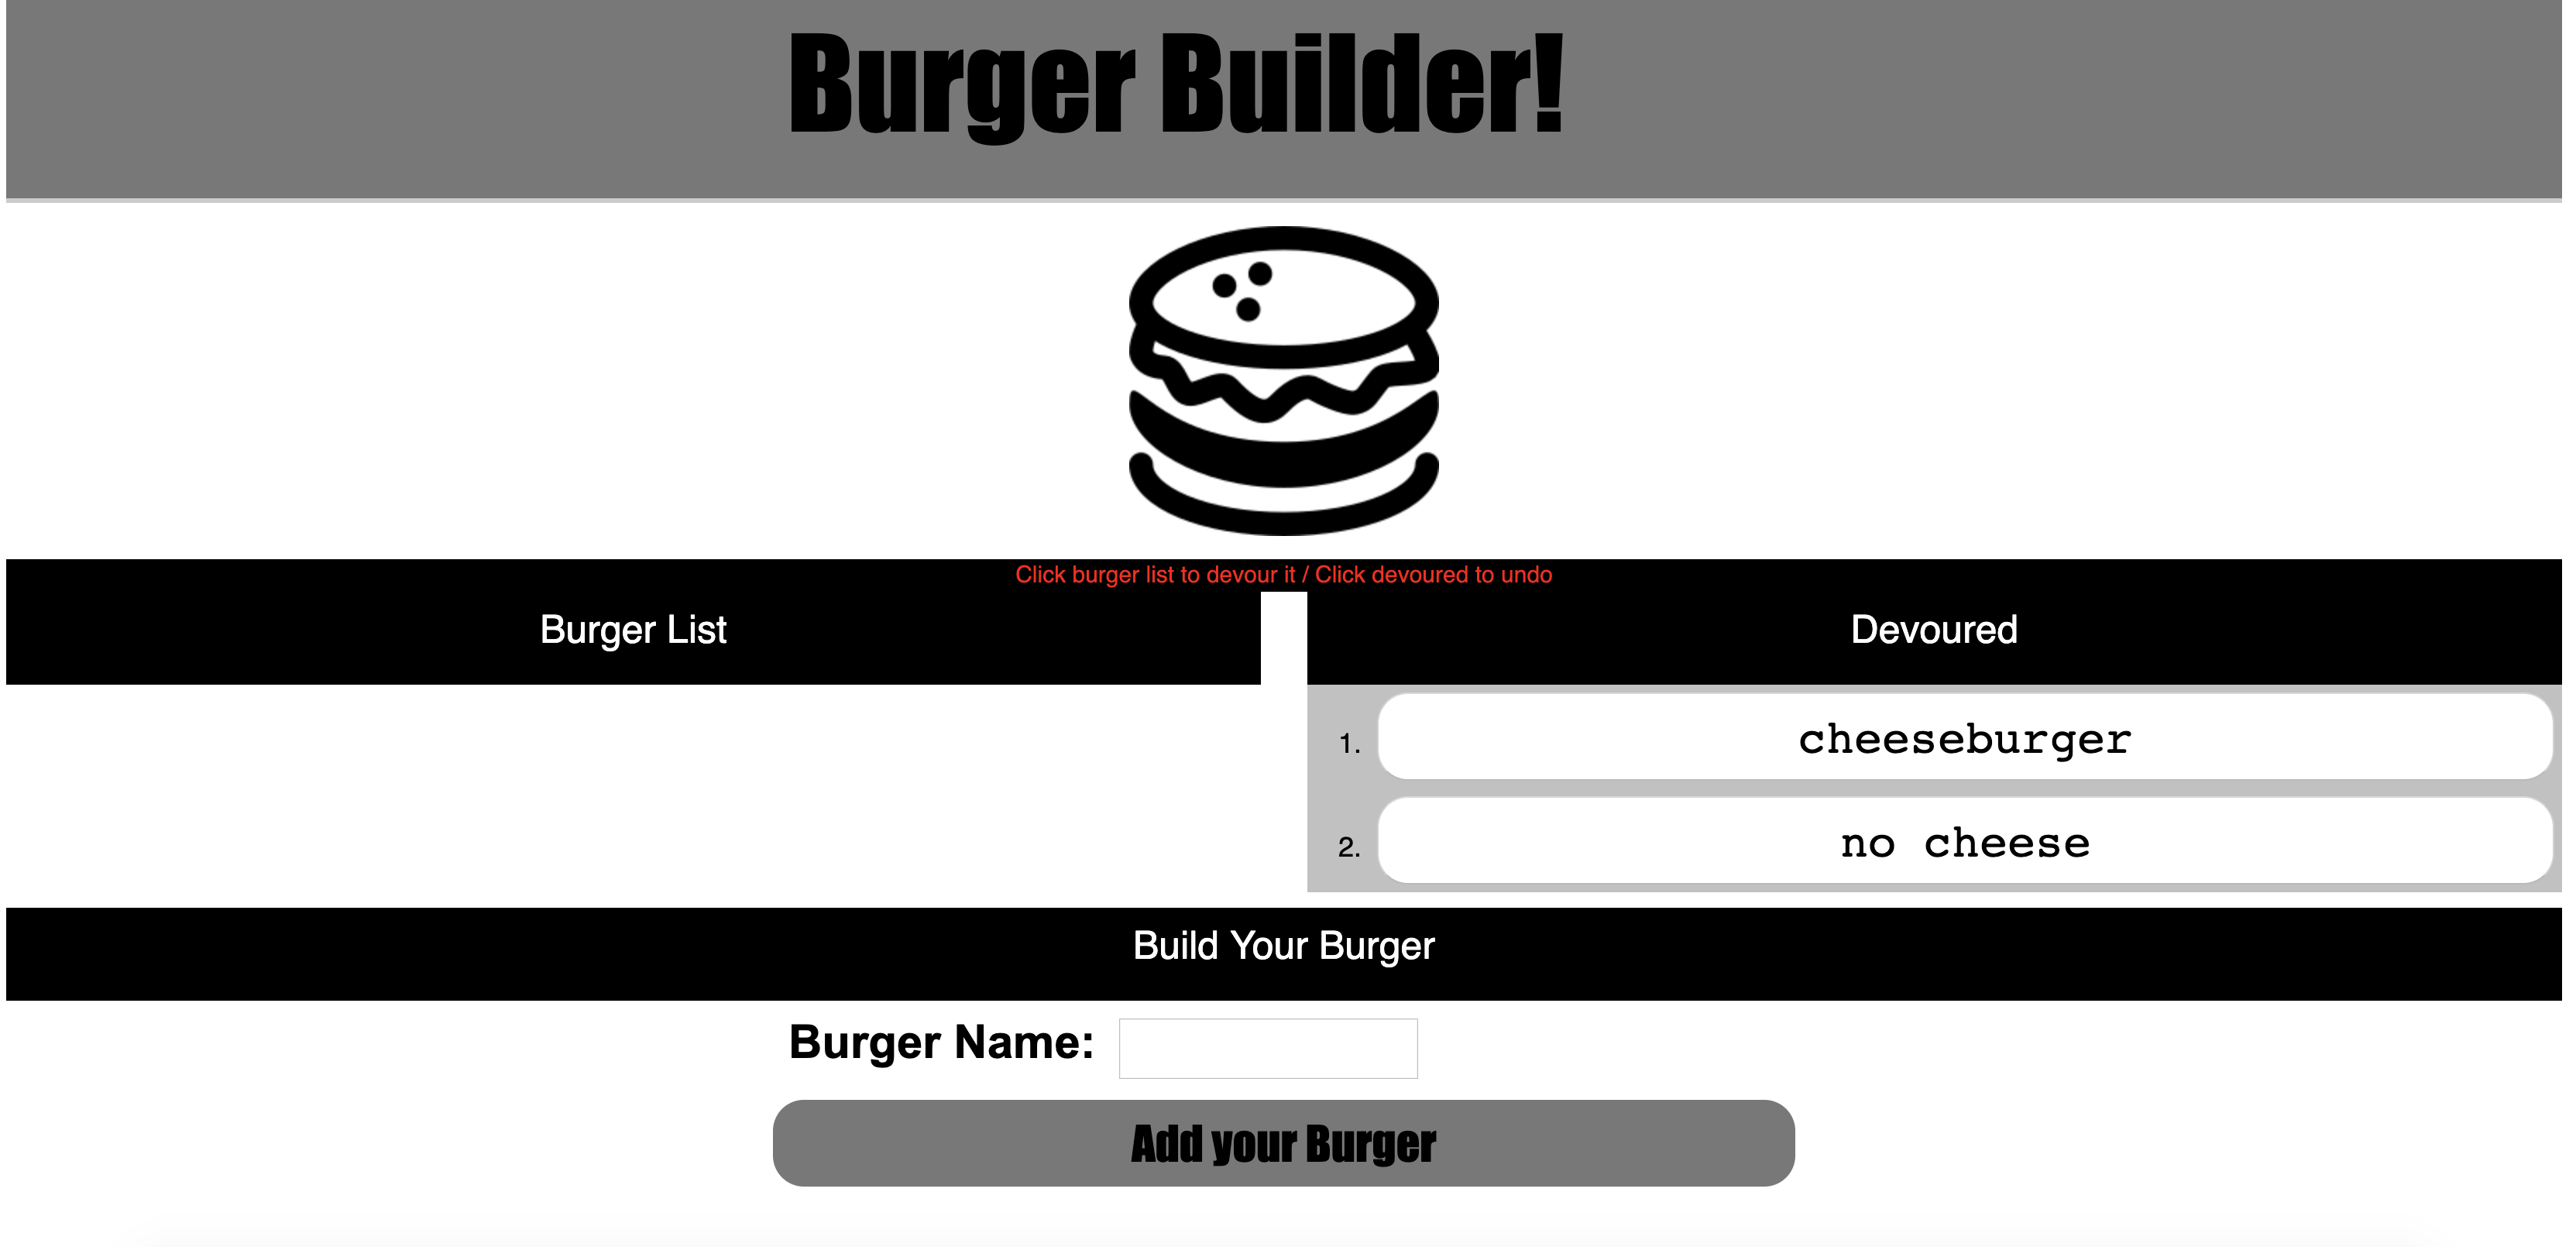 Burger Builder!
Click burger list to devour it / Click devoured to undo
Burger List
Devoured
1. cheeseburger
2. no cheese
Build Your Burger
Burger Name:
Add your Burger